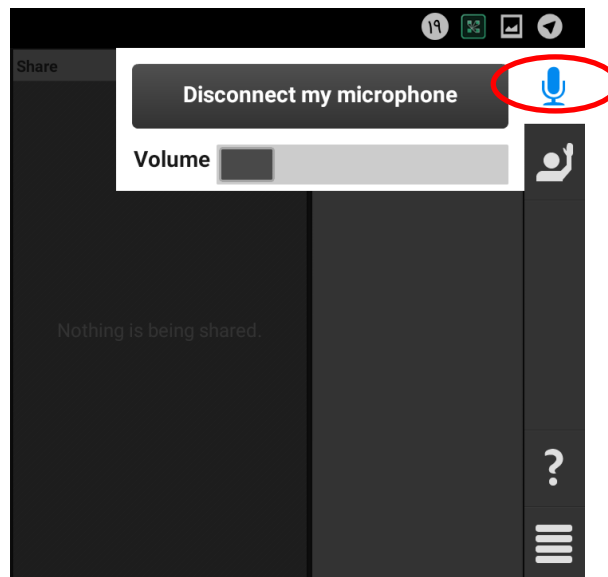 ۱۹
Share
Disconnect my microphone
Volume
Nothing is being shared.
?